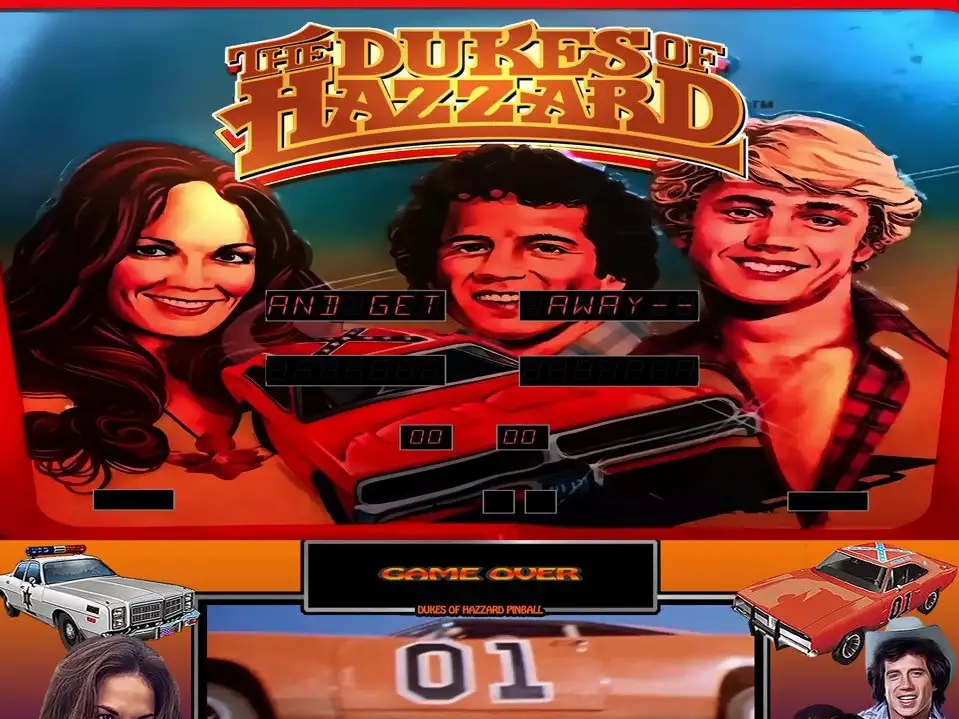 THE DUKES OF
HAZZARD
TM
AND GET AWAY--
00 00
GAME OVER
DUKES OF HAZZARD PINBALL
01
01